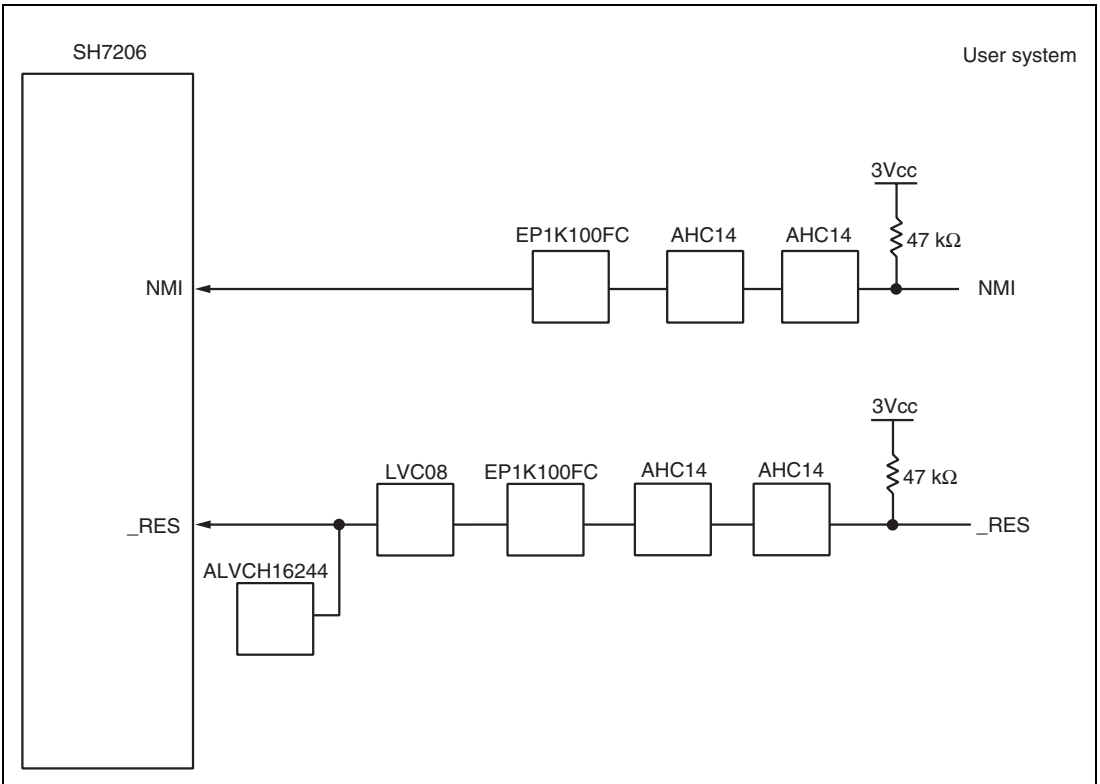 SH7206
User system
3Vcc
EP1K100FC AHC14 AHC14
47 kΩ
NMI NMI
3Vcc
LVC08 EP1K100FC AHC14 AHC14
47 kΩ
_RES _RES
ALVCH16244